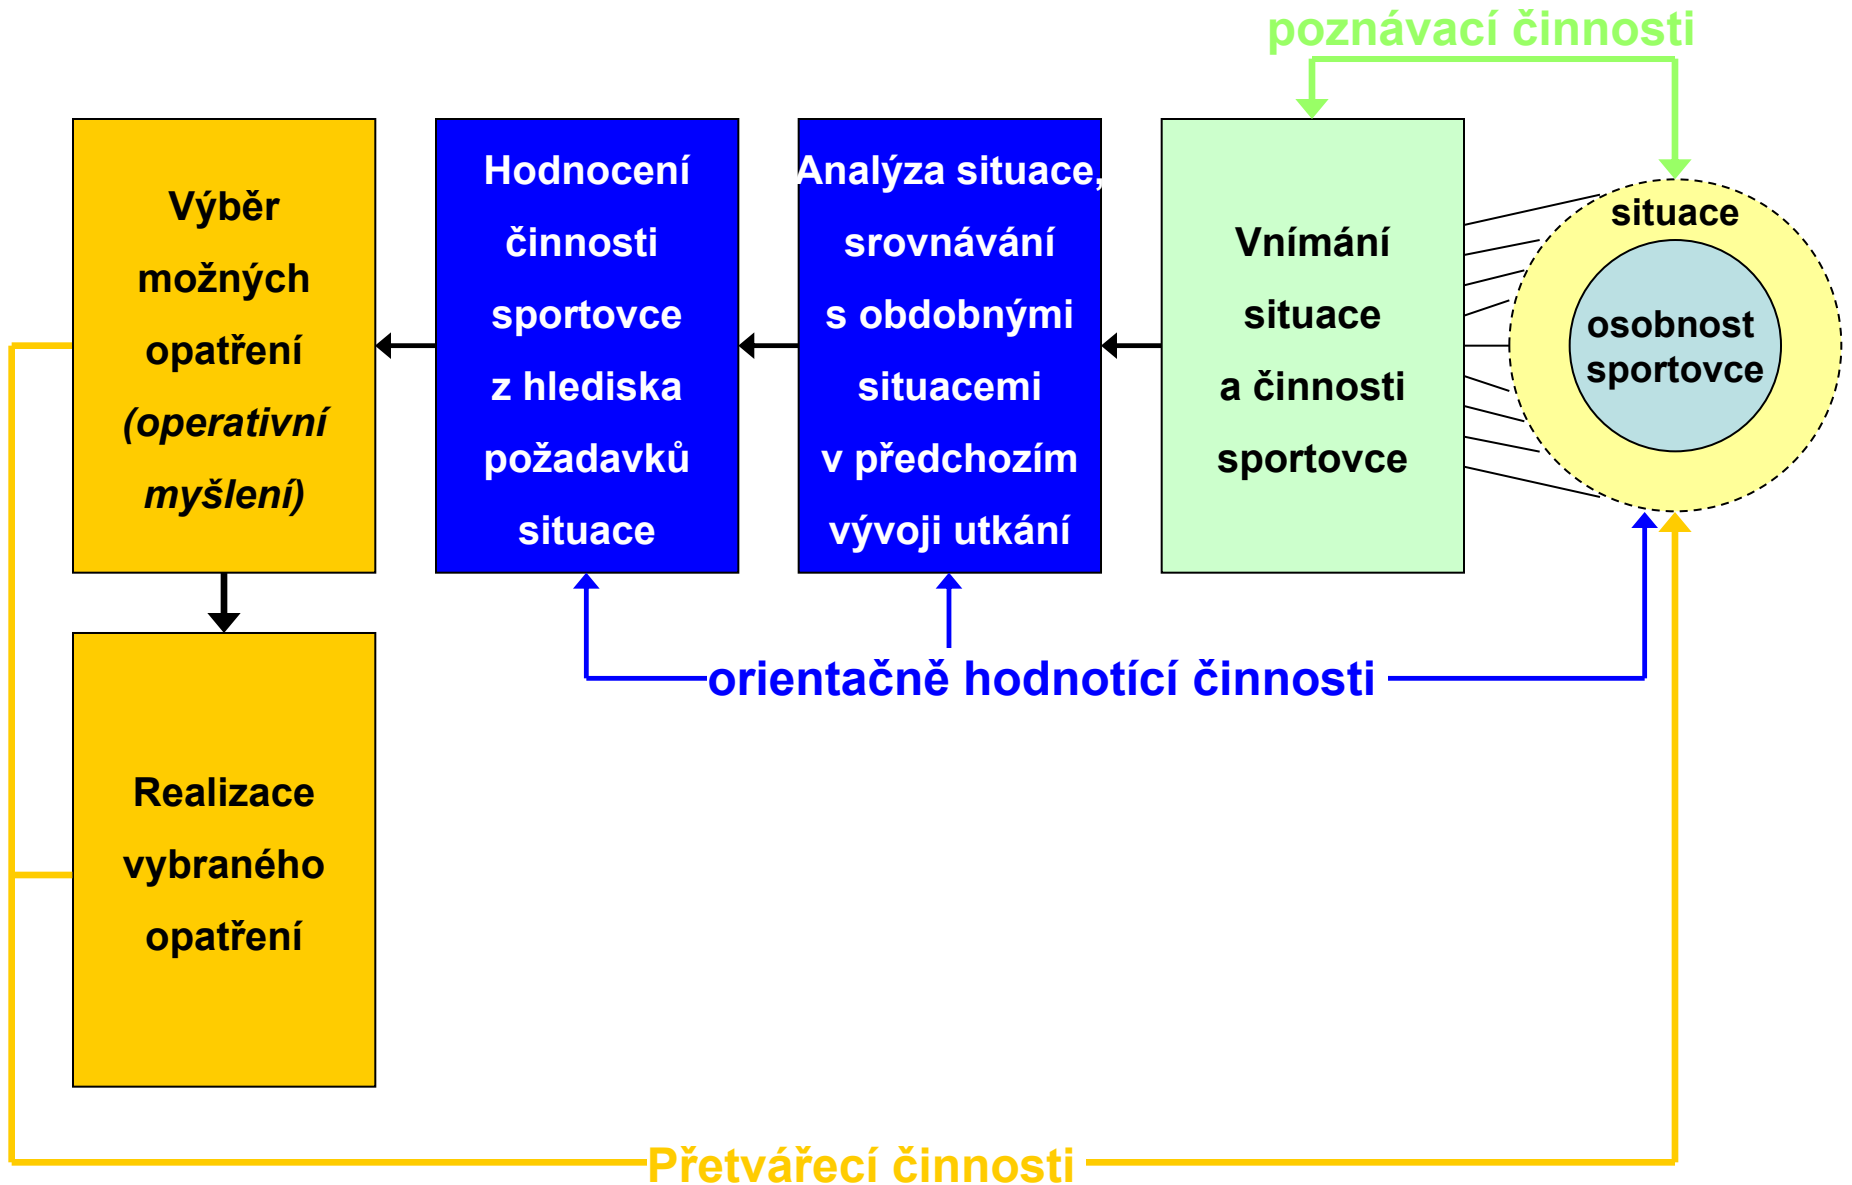 poznávací činnosti
Výběr
možných
opatření
(operativní
myšlení)
Hodnocení
činnosti
sportovce
z hlediska
požadavků
situace
Analýza situace,
srovnávání
s obdobnými
situacemi
v předchozím
vývoji utkání
Vnímání
situace
a činnosti
sportovce
situace
osobnost
sportovce
orientačně hodnotící činnosti
Realizace
vybraného
opatření
Přetvářecí činnosti